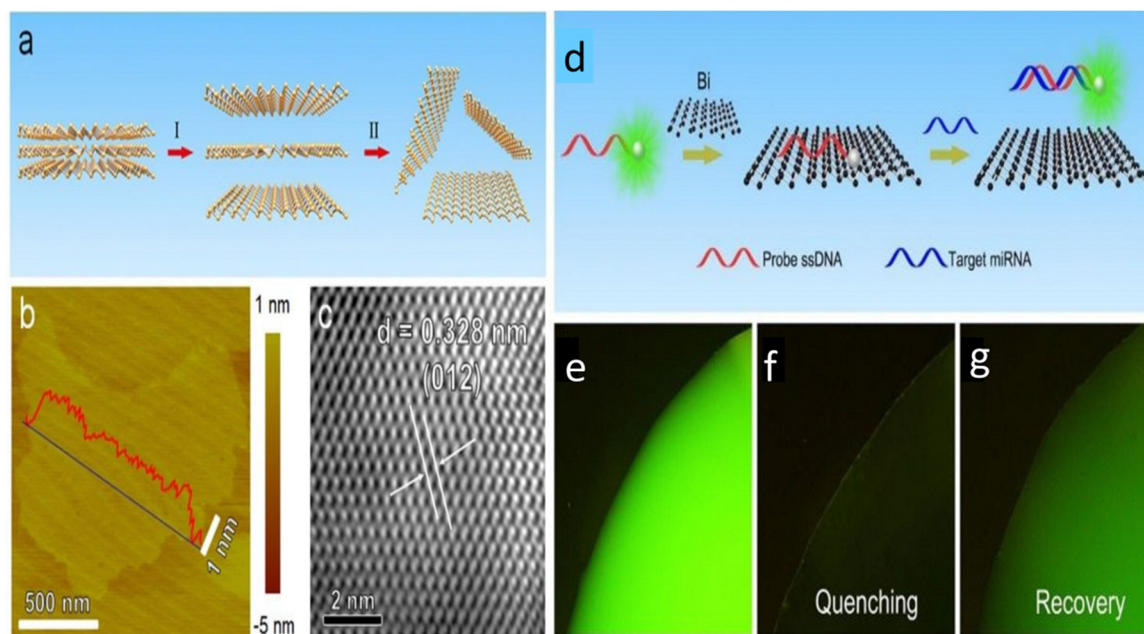 a
I
II
b
1 nm
-5 nm
500 nm
1 nm
c
d = 0.328 nm
(012)
2 nm
d
Bi
Probe ssDNA
Target miRNA
e
f
Quenching
g
Recovery